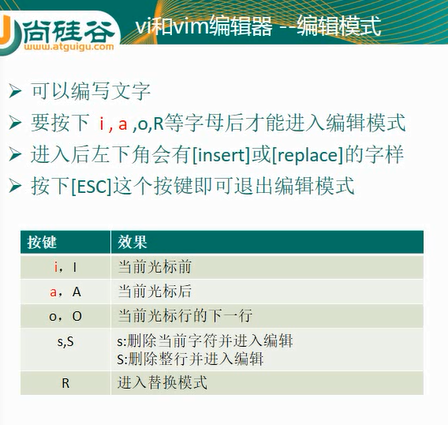 尚硅谷
www.atguigu.com
vi和vim编辑器 --编辑模式
可以编写文字
要按下 i , a ,o,R等字母后才能进入编辑模式
进入后左下角会有[insert]或[replace]的字样
按下[ESC]这个按键即可退出编辑模式
按键 效果
i，I 当前光标前
a，A 当前光标后
o，O 当前光标行的下一行
s,S s:删除当前字符并进入编辑
S:删除整行并进入编辑
R 进入替换模式